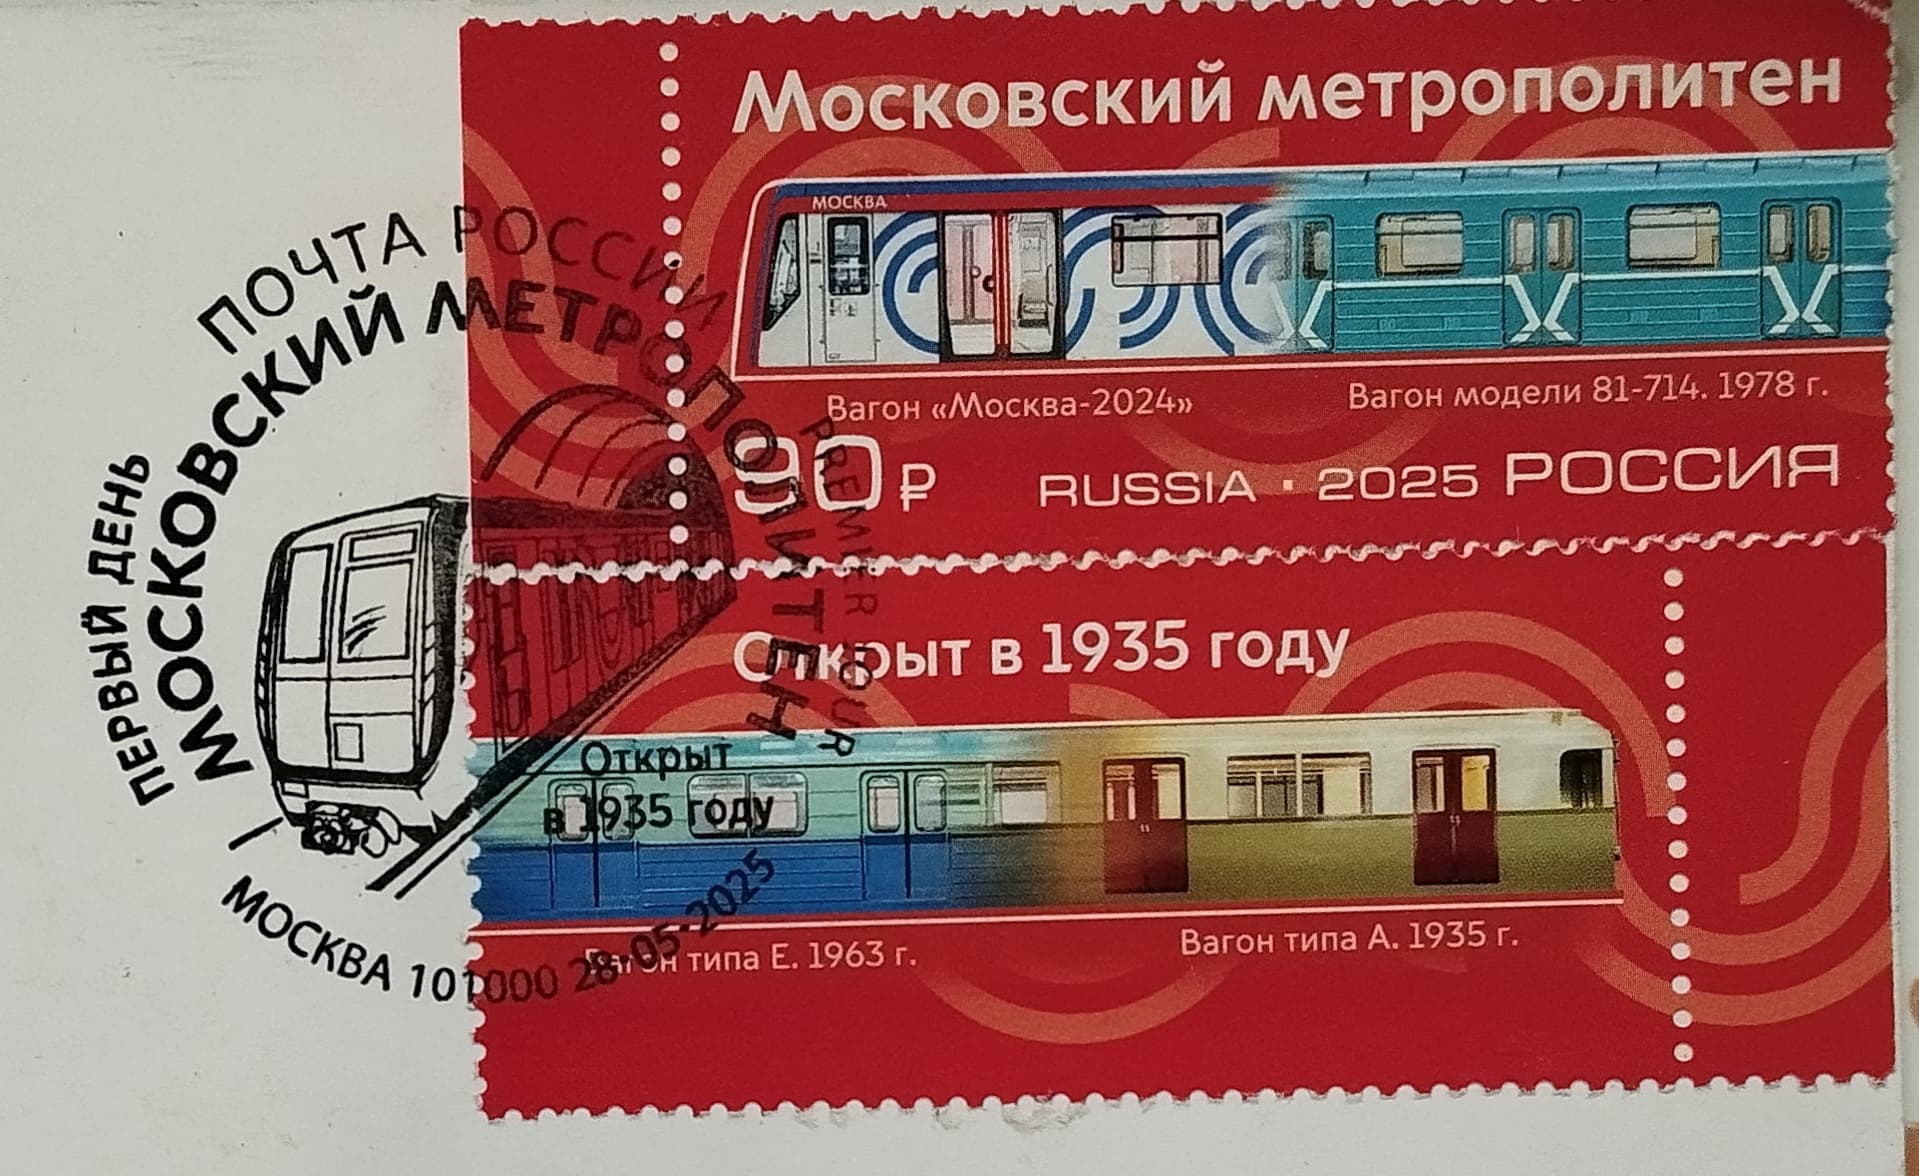 Московский метрополитен
МОСКВА
Вагон «Москва-2024»
Вагон модели 81-714. 1978 г.
90 ₽
RUSSIA · 2025 РОССИЯ
Открыт в 1935 году
Вагон типа Е. 1963 г.
Вагон типа А. 1935 г.
ПОЧТА РОССИИ
МОСКОВСКИЙ МЕТРОПОЛИТЕН
ПЕРВЫЙ ДЕНЬ
PREMIER JOUR
Открыт
в 1935 году
МОСКВА 101000 28·05·2025